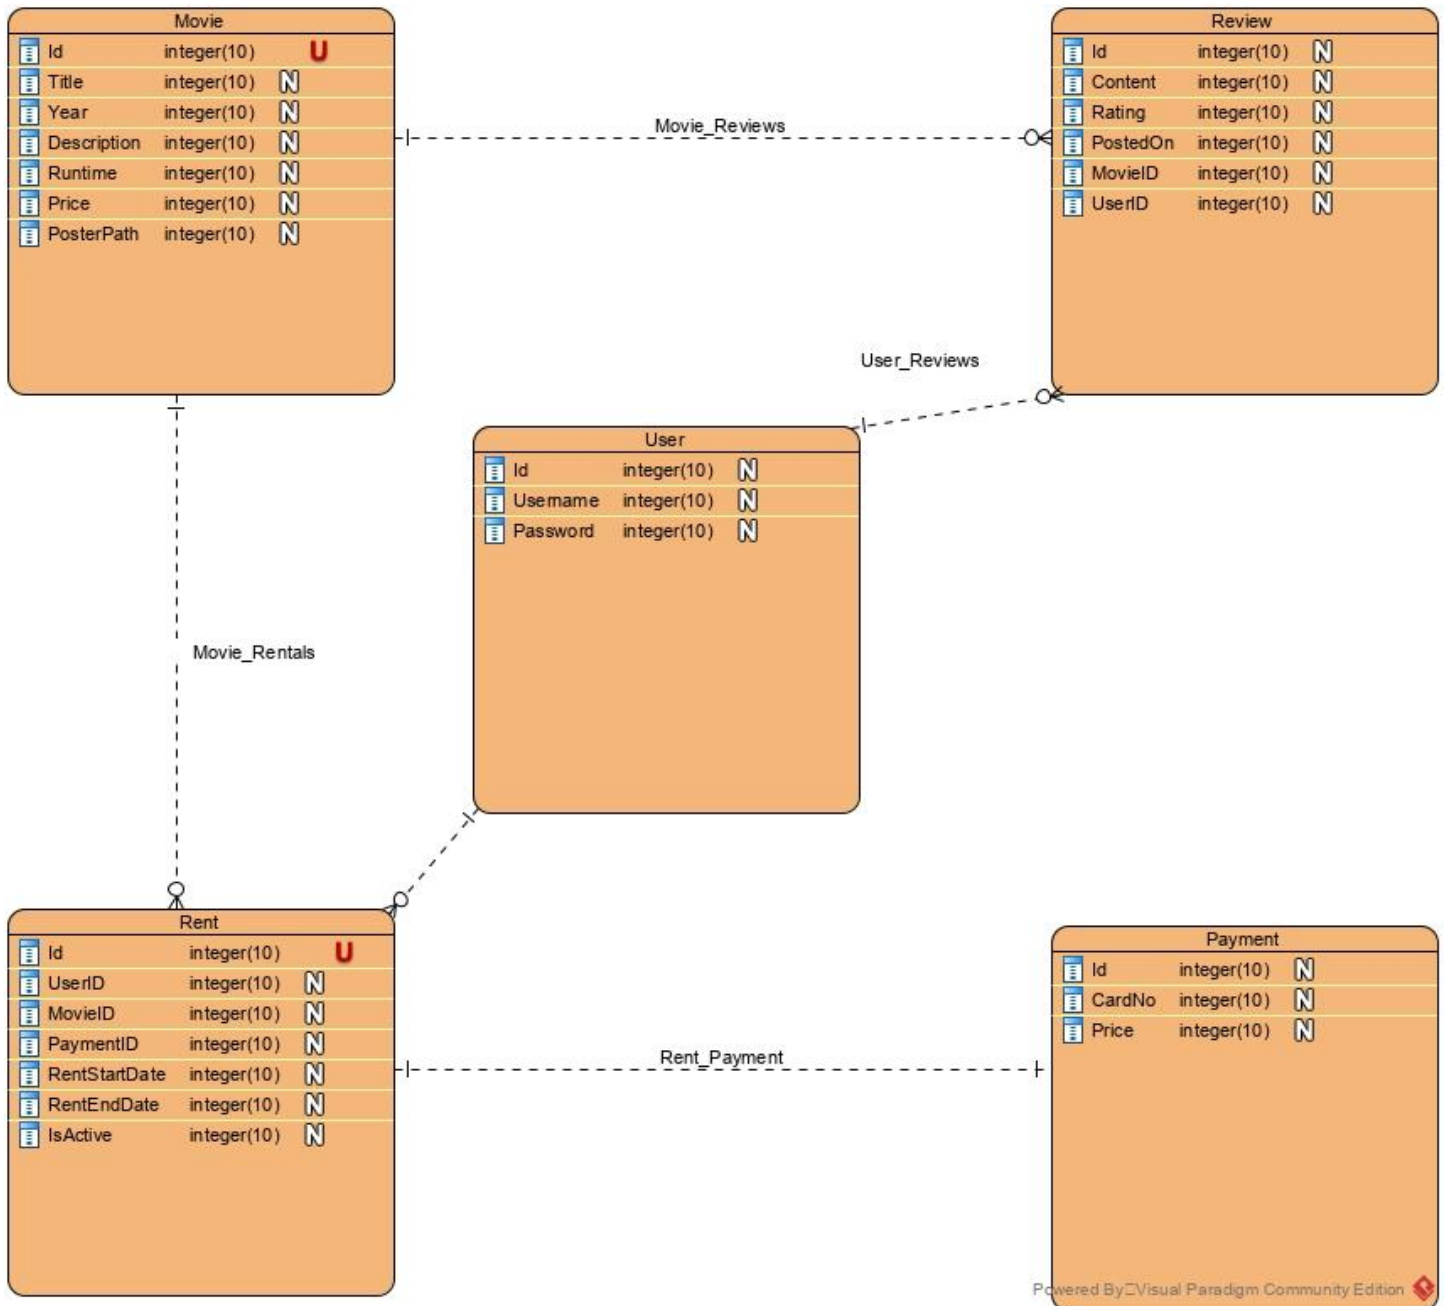 Movie
Id integer(10) U
Title integer(10) N
Year integer(10) N
Description integer(10) N
Runtime integer(10) N
Price integer(10) N
PosterPath integer(10) N
Movie_Reviews
Review
Id integer(10) N
Content integer(10) N
Rating integer(10) N
PostedOn integer(10) N
MovieID integer(10) N
UserID integer(10) N
User_Reviews
User
Id integer(10) N
Username integer(10) N
Password integer(10) N
Movie_Rentals
Rent
Id integer(10) U
UserID integer(10) N
MovieID integer(10) N
PaymentID integer(10) N
RentStartDate integer(10) N
RentEndDate integer(10) N
IsActive integer(10) N
Rent_Payment
Payment
Id integer(10) N
CardNo integer(10) N
Price integer(10) N
Powered By Visual Paradigm Community Edition